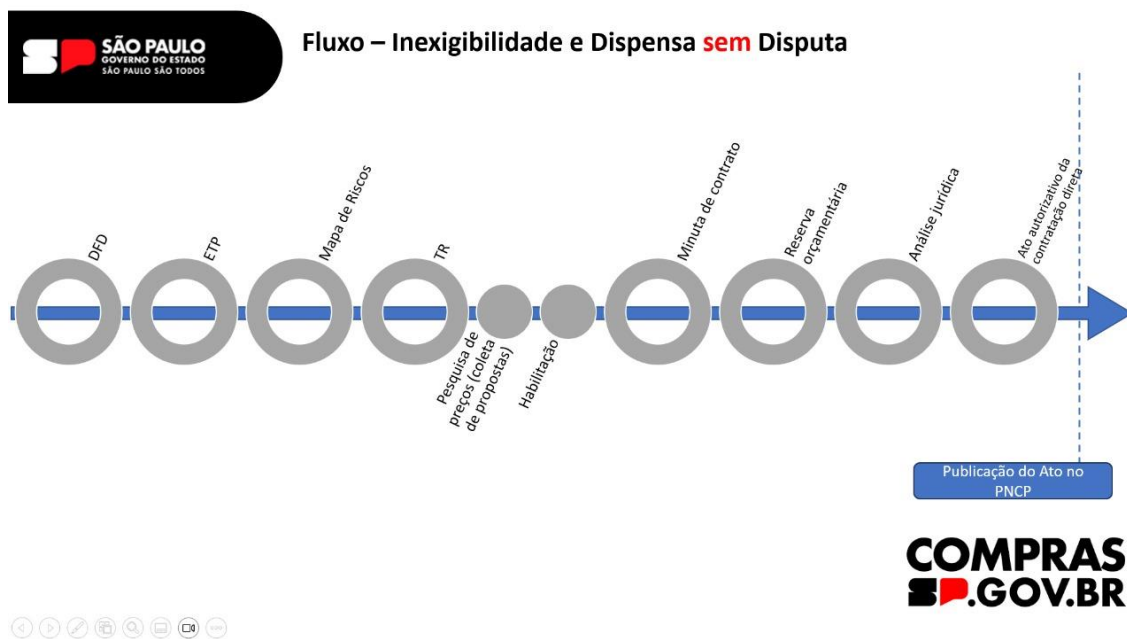 SÃO PAULO
GOVERNO DO ESTADO
SÃO PAULO SÃO TODOS
Fluxo – Inexigibilidade e Dispensa sem Disputa
DFD
ETP
Mapa de Riscos
TR
Pesquisa de
preços (coleta
de propostas)
Habilitação
Minuta de contrato
Reserva
orçamentária
Análise jurídica
Ato autorizativo da
contratação direta
Publicação do Ato no
PNCP
COMPRAS
SP.GOV.BR